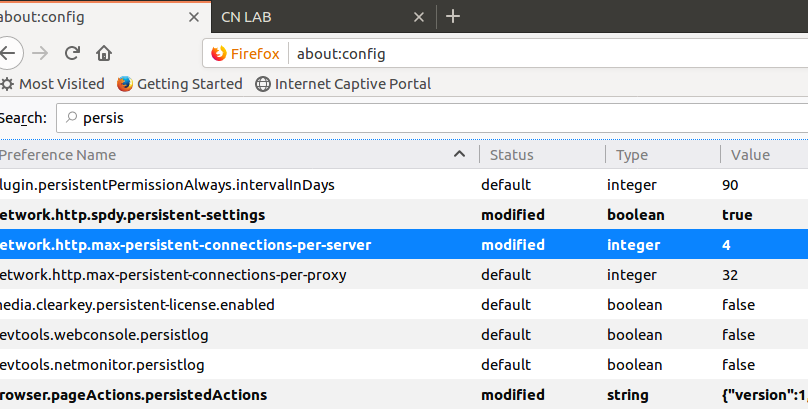 about:config CN LAB
Firefox about:config
Most Visited Getting Started Internet Captive Portal
Search: persis
Preference Name Status Type Value
lugin.persistentPermissionAlways.intervalInDays default integer 90
etwork.http.spdy.persistent-settings modified boolean true
etwork.http.max-persistent-connections-per-server modified integer 4
etwork.http.max-persistent-connections-per-proxy default integer 32
media.clearkey.persistent-license.enabled default boolean false
evtools.webconsole.persistlog default boolean false
evtools.netmonitor.persistlog default boolean false
rowser.pageActions.persistedActions modified string {"version":1